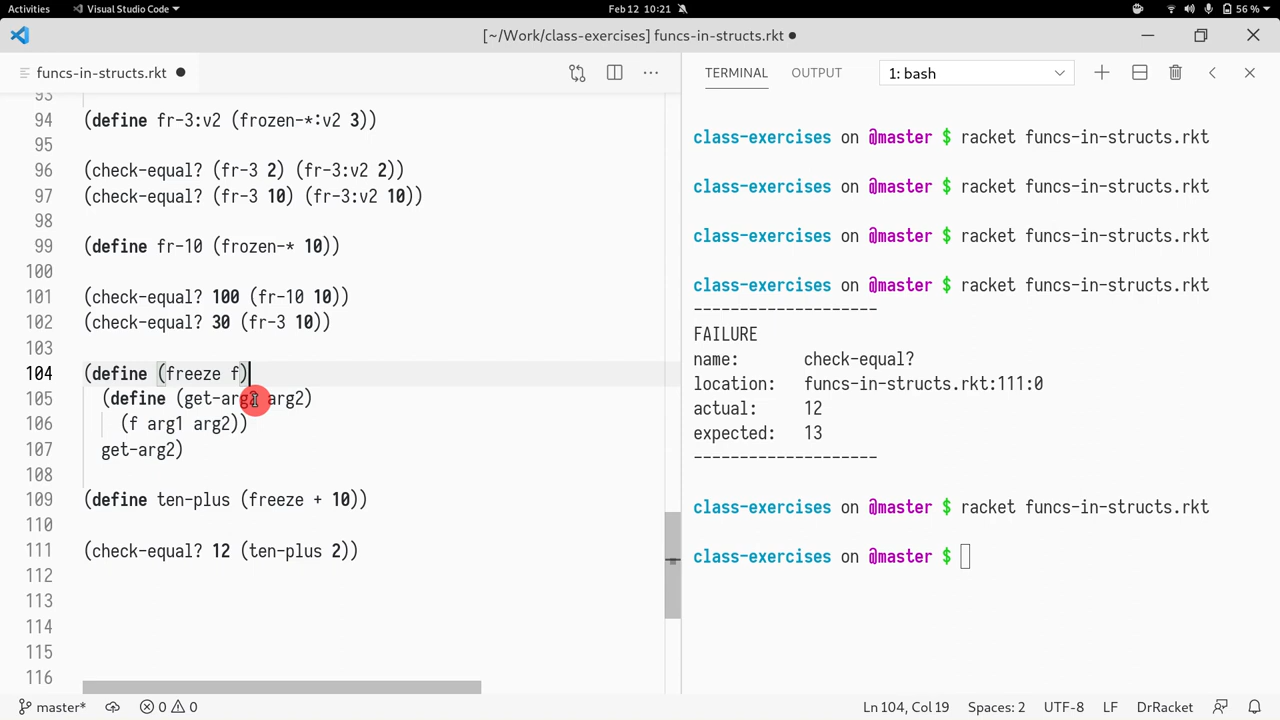 Activities Visual Studio Code Feb 12 10:21 56 %
[~/Work/class-exercises] funcs-in-structs.rkt ●
funcs-in-structs.rkt ● TERMINAL OUTPUT 1: bash
93
94 (define fr-3:v2 (frozen-*:v2 3))
95
96 (check-equal? (fr-3 2) (fr-3:v2 2))
97 (check-equal? (fr-3 10) (fr-3:v2 10))
98
99 (define fr-10 (frozen-* 10))
100
101 (check-equal? 100 (fr-10 10))
102 (check-equal? 30 (fr-3 10))
103
104 (define (freeze f)
105 (define (get-arg2 arg2)
106 (f arg1 arg2))
107 get-arg2)
108
109 (define ten-plus (freeze + 10))
110
111 (check-equal? 12 (ten-plus 2))
112
113
114
115
116
class-exercises on @master $ racket funcs-in-structs.rkt
class-exercises on @master $ racket funcs-in-structs.rkt
class-exercises on @master $ racket funcs-in-structs.rkt
class-exercises on @master $ racket funcs-in-structs.rkt
--------------------
FAILURE
name: check-equal?
location: funcs-in-structs.rkt:111:0
actual: 12
expected: 13
--------------------
class-exercises on @master $ racket funcs-in-structs.rkt
class-exercises on @master $
master* 0 0 Ln 104, Col 19 Spaces: 2 UTF-8 LF DrRacket